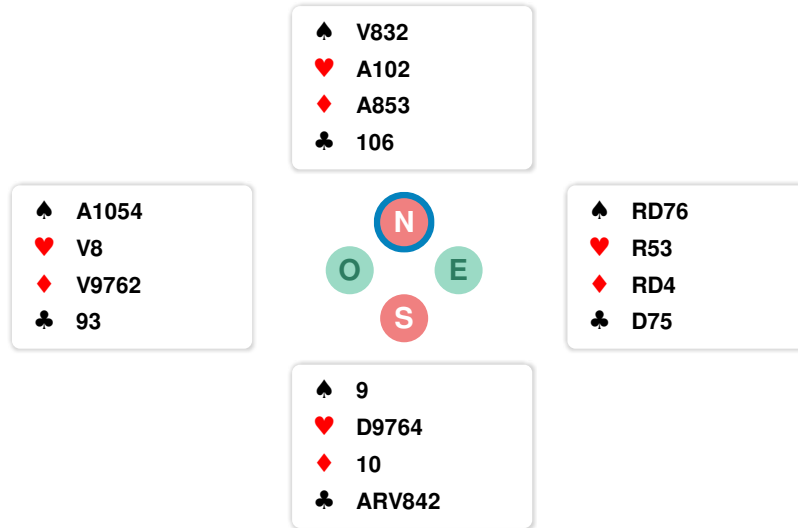 ♠ V832
♥ A102
♦ A853
♣ 106
♠ A1054
♥ V8
♦ V9762
♣ 93
N
O E
S
♠ RD76
♥ R53
♦ RD4
♣ D75
♠ 9
♥ D9764
♦ 10
♣ ARV842